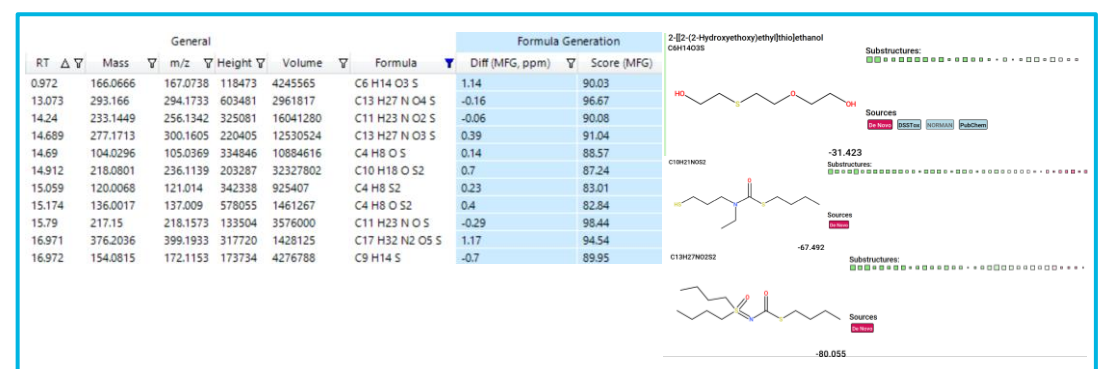 General Formula Generation
RT Mass m/z Height Volume Formula Diff (MFG, ppm) Score (MFG)
0.972 166.0666 167.0738 118473 4245565 C6 H14 O3 S 1.14 90.03
13.073 293.166 294.1733 603481 2961817 C13 H27 N O4 S -0.16 96.67
14.24 233.1449 256.1342 325081 16041280 C11 H23 N O2 S -0.06 90.08
14.689 277.1713 300.1605 220405 12530524 C13 H27 N O3 S 0.39 91.04
14.69 104.0296 105.0369 334846 10884616 C4 H8 O S 0.14 88.57
14.912 218.0801 236.1139 203287 32327802 C10 H18 O S2 0.7 87.24
15.059 120.0068 121.014 342338 925407 C4 H8 S2 0.23 83.01
15.174 136.0017 137.009 578055 1461267 C4 H8 O S2 0.4 82.84
15.79 217.15 218.1573 133504 3576000 C11 H23 N O S -0.29 98.44
16.971 376.2036 399.1933 317720 1428125 C17 H32 N2 O5 S 1.17 94.54
16.972 154.0815 172.1153 173734 4276788 C9 H14 S -0.7 89.95
2-[[2-(2-Hydroxyethoxy)ethyl]thio]ethanol
C6H14O3S
Substructures:
HO S O OH
Sources
De Novo DSSTox NORMAN PubChem
-31.423
C10H21NOS2
Substructures:
O
HS N S
Sources
De Novo
-67.492
C13H27NO2S2
Substructures:
O O
S N S
Sources
De Novo
-80.055